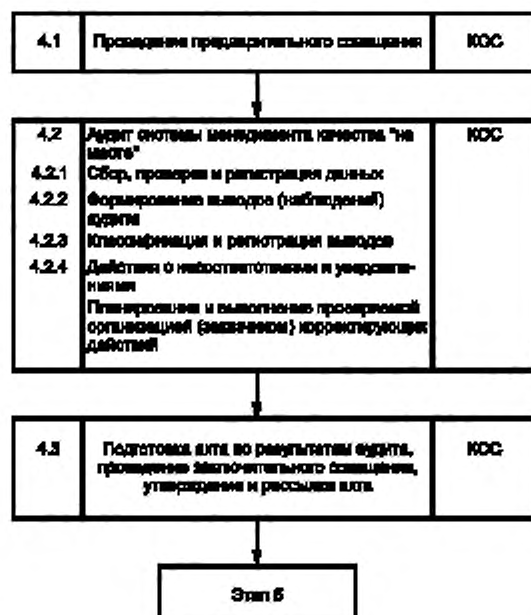 4.1 Проведение предварительного совещания КОС
4.2 Аудит системы менеджмента качества "на КОС
месте"
4.2.1 Сбор, проверка и регистрация данных
4.2.2 Формирование выводов (наблюдений)
аудита
4.2.3 Классификация и регистрация выводов
4.2.4 Действия с несоответствиями и уведомле-
ниями
Планирование и выполнение проверяемой
организацией (заказчиком) корректирующих
действий
4.3 Подготовка акта по результатам аудита, КОС
проведение заключительного совещания,
утверждение и рассылка акта
Этап 5